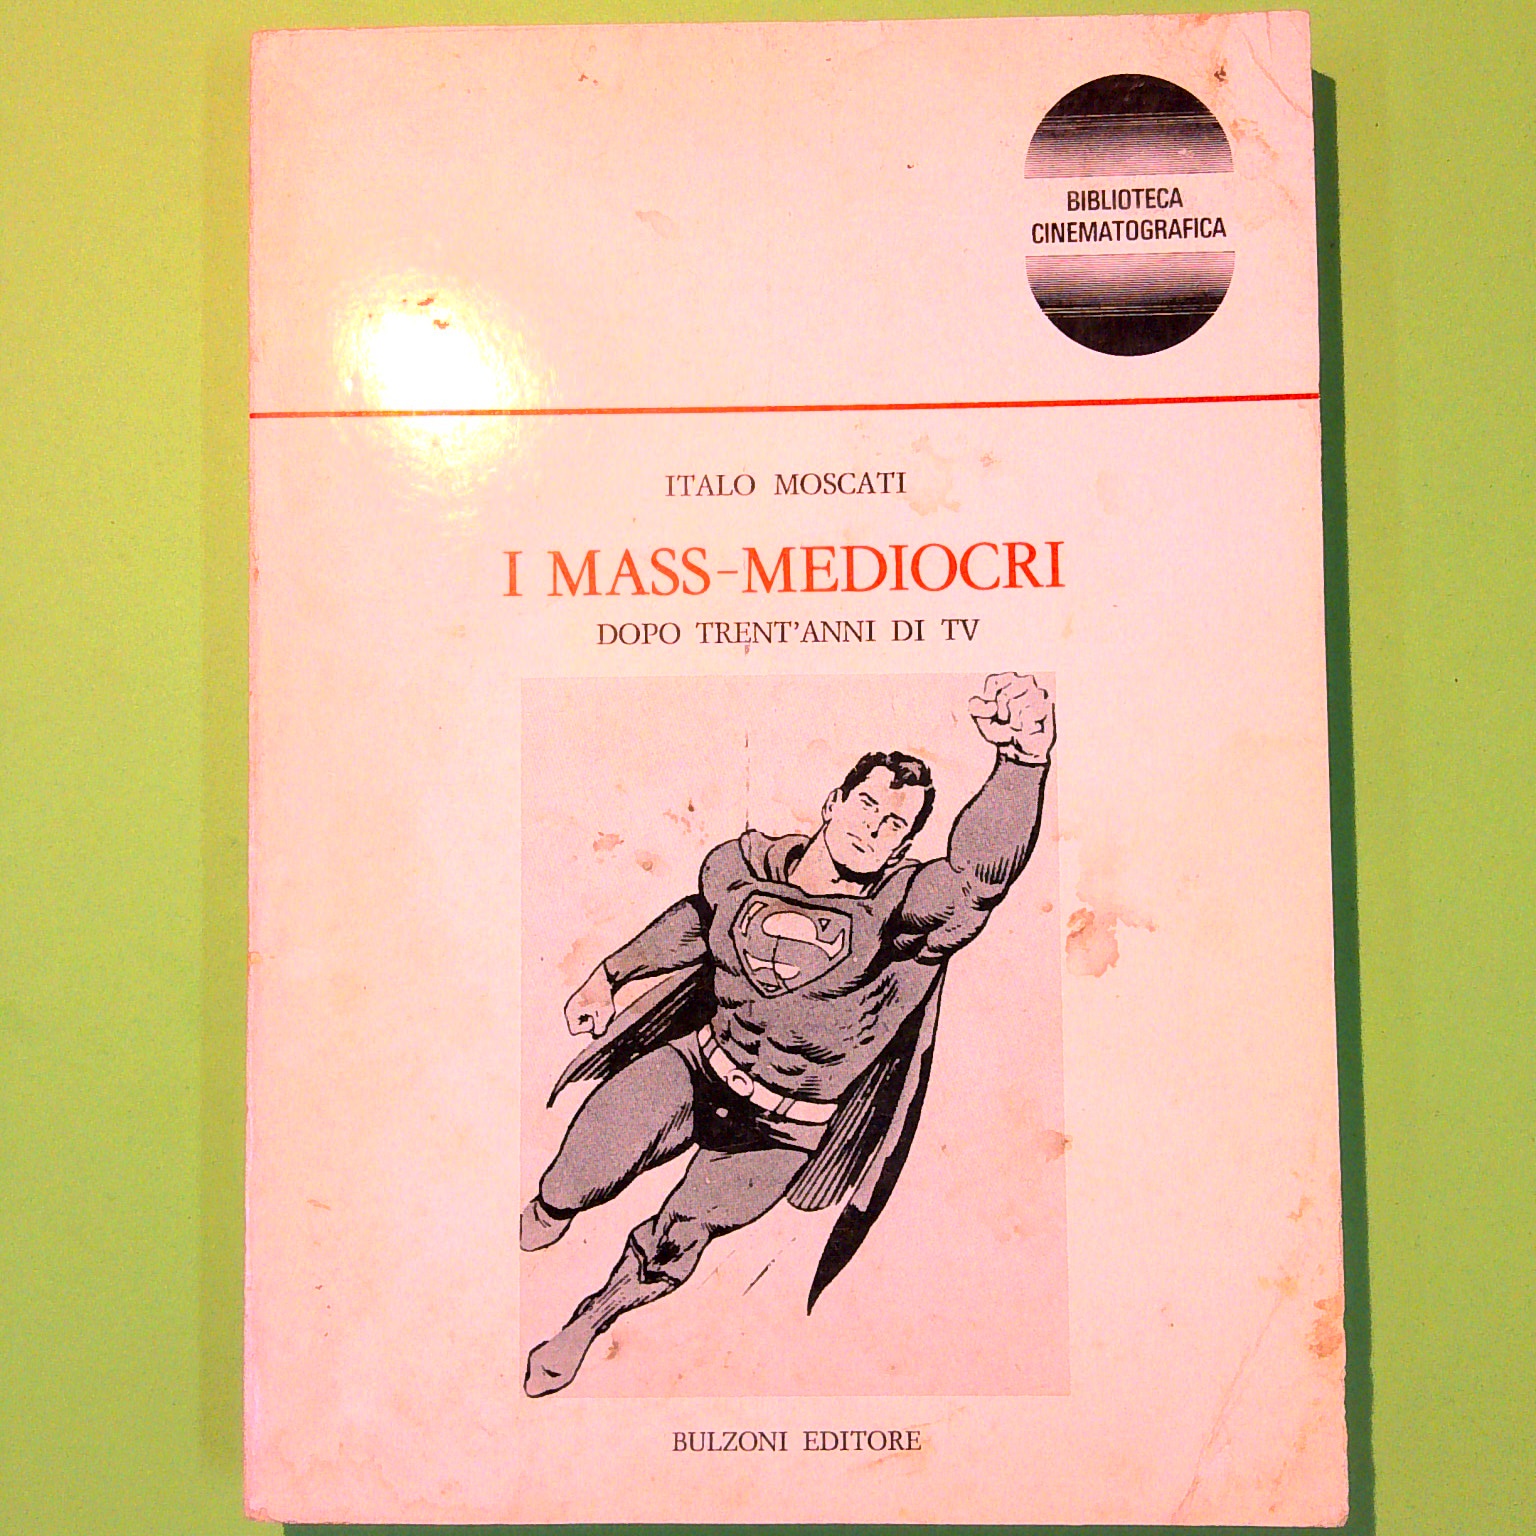 BIBLIOTECA
CINEMATOGRAFICA
ITALO MOSCATI
I MASS-MEDIOCRI
DOPO TRENT'ANNI DI TV
S
BULZONI EDITORE